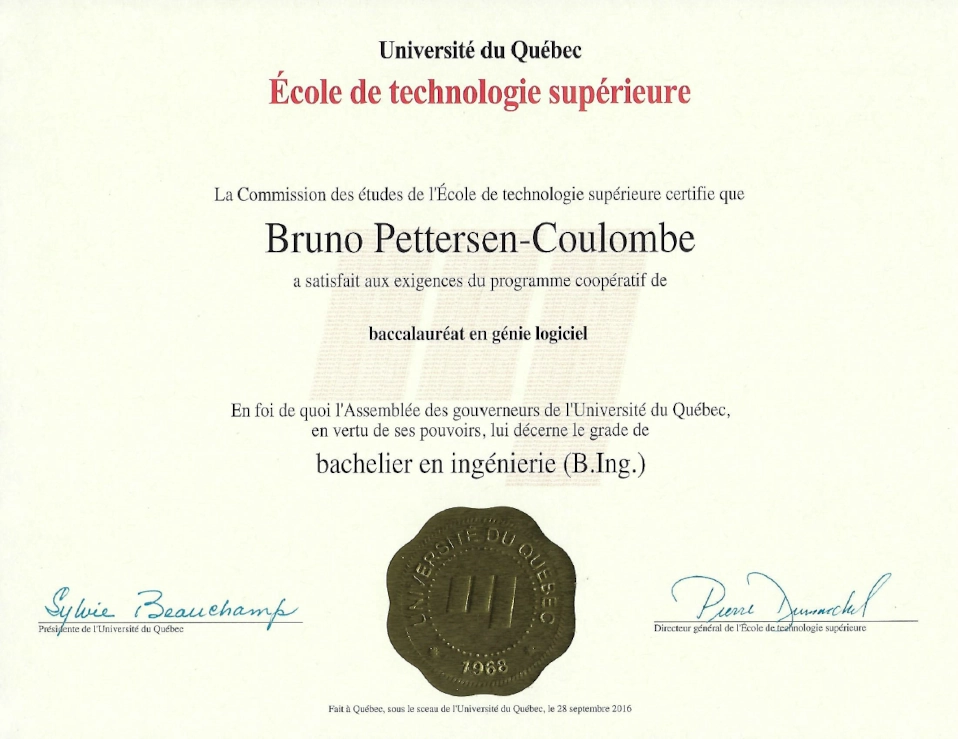 Université du Québec
École de technologie supérieure
La Commission des études de l'École de technologie supérieure certifie que
Bruno Pettersen-Coulombe
a satisfait aux exigences du programme coopératif de
baccalauréat en génie logiciel
En foi de quoi l'Assemblée des gouverneurs de l'Université du Québec,
en vertu de ses pouvoirs, lui décerne le grade de
bachelier en ingénierie (B.Ing.)
UNIVERSITÉ DU QUÉBEC
1968
Sylvie Beauchamp
Présidente de l'Université du Québec
Pierre Dumouchel
Directeur général de l'École de technologie supérieure
Fait à Québec, sous le sceau de l'Université du Québec, le 28 septembre 2016